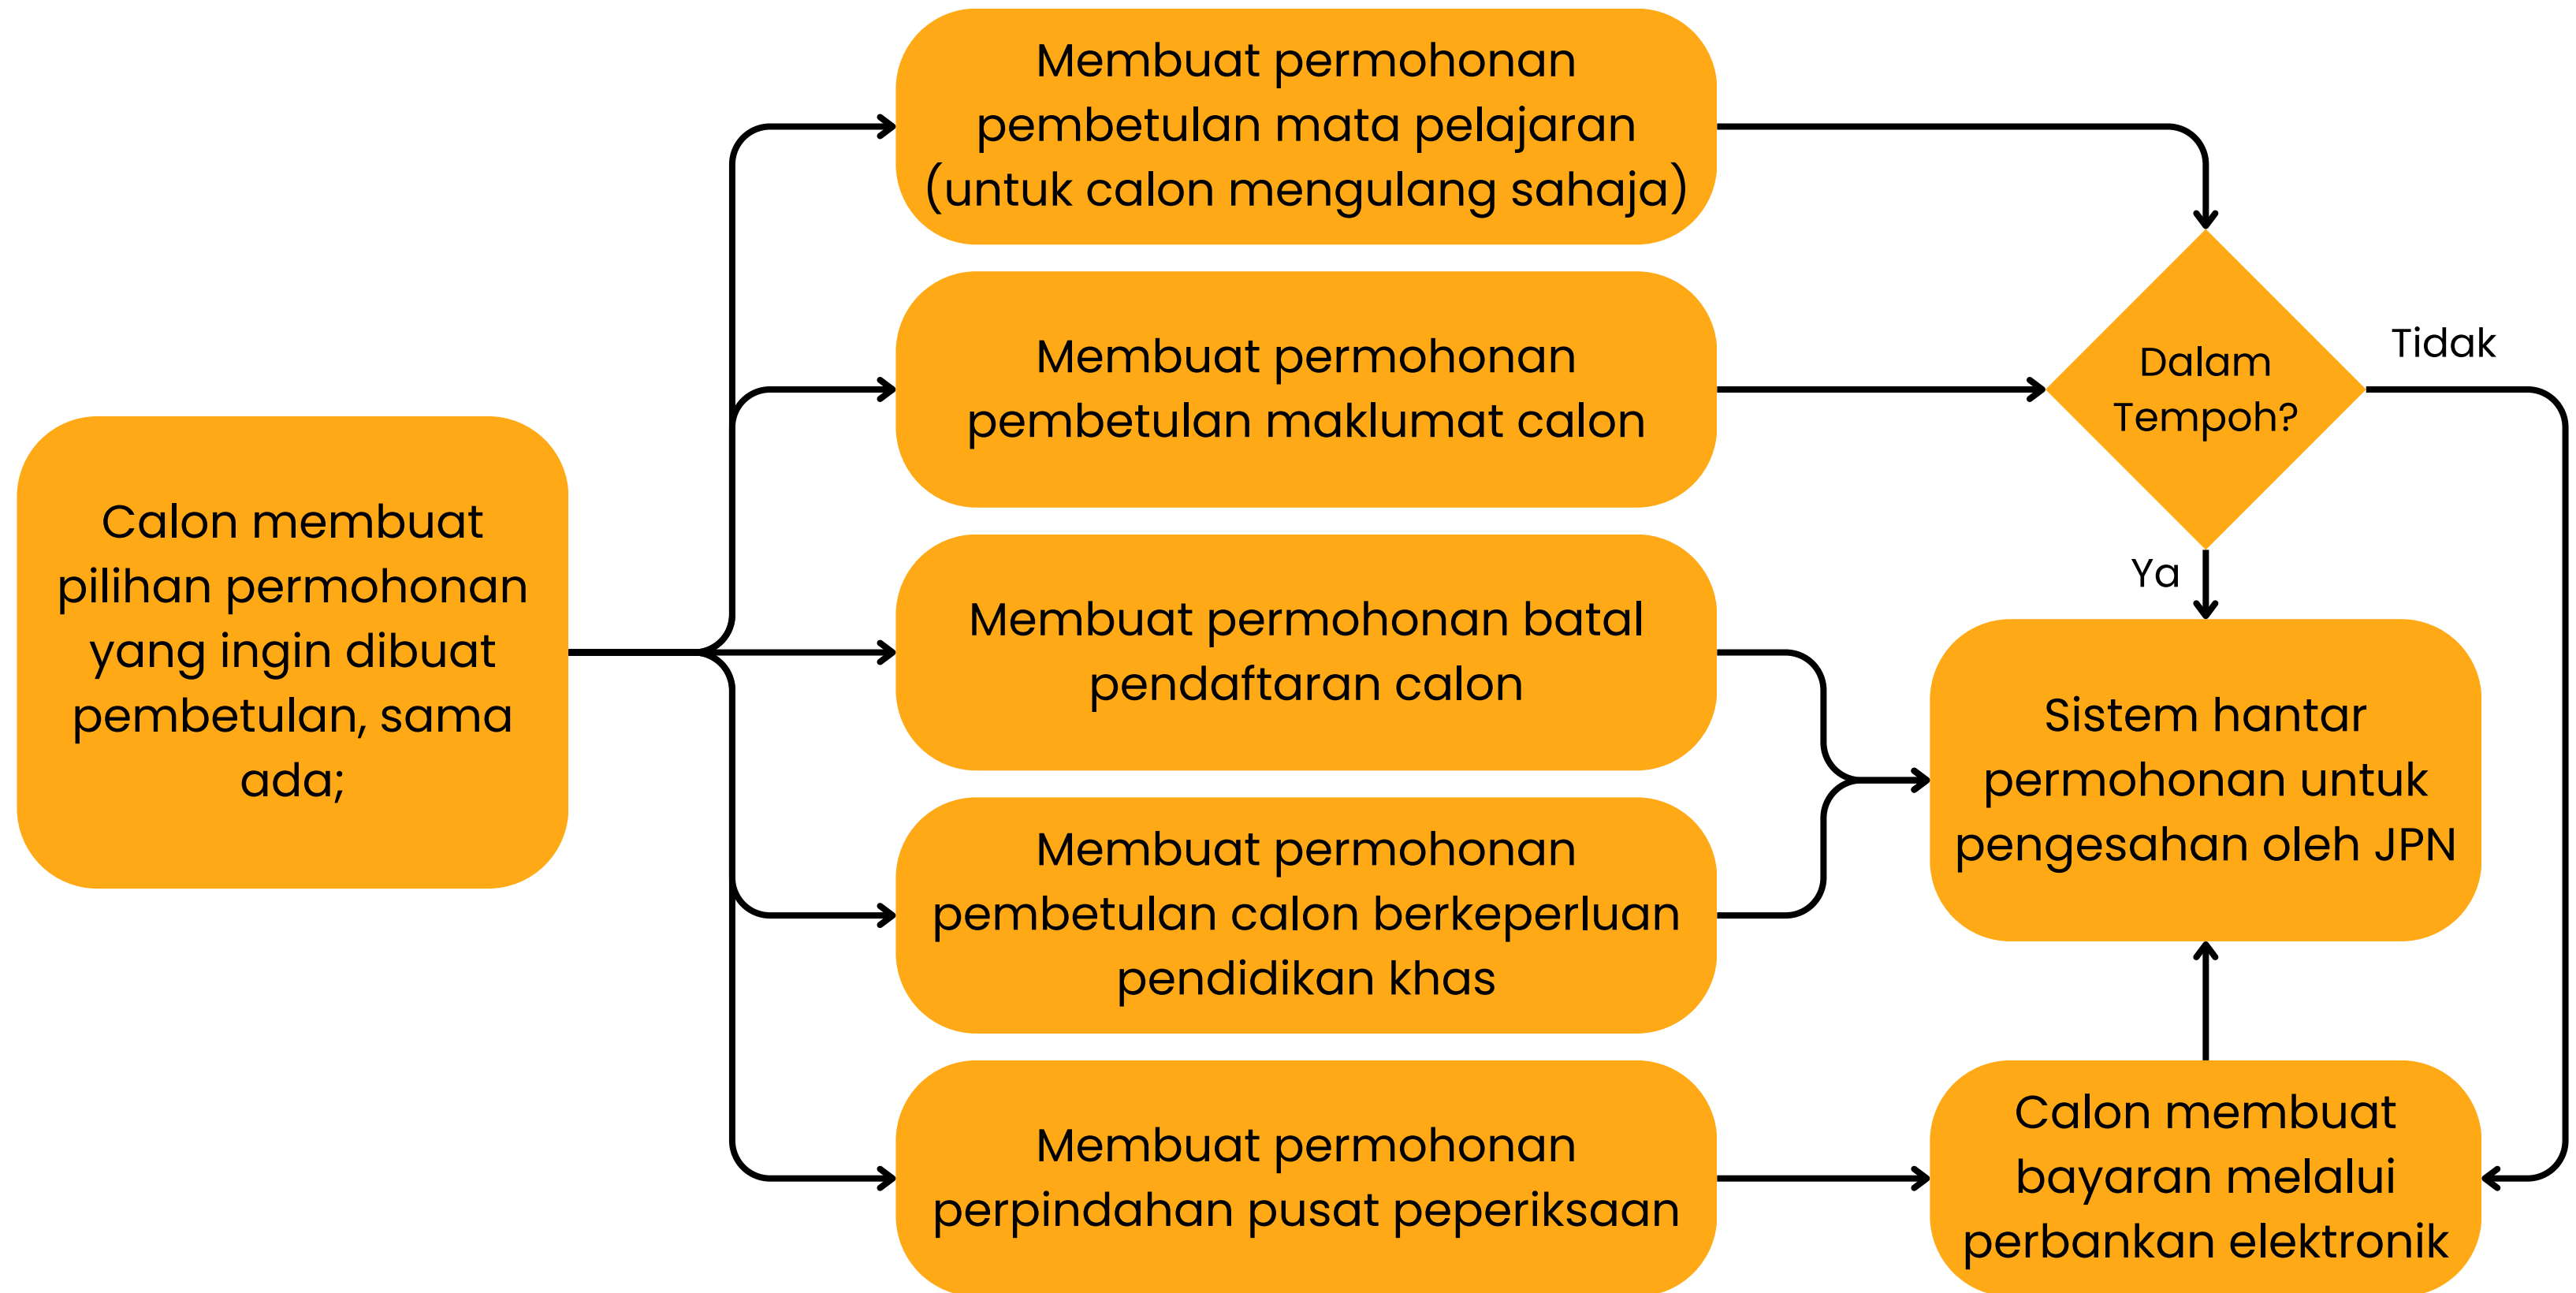 Calon membuat
pilihan permohonan
yang ingin dibuat
pembetulan, sama
ada;
Membuat permohonan
pembetulan mata pelajaran
(untuk calon mengulang sahaja)
Membuat permohonan
pembetulan maklumat calon
Membuat permohonan batal
pendaftaran calon
Membuat permohonan
pembetulan calon berkeperluan
pendidikan khas
Membuat permohonan
perpindahan pusat peperiksaan
Dalam
Tempoh?
Tidak
Ya
Sistem hantar
permohonan untuk
pengesahan oleh JPN
Calon membuat
bayaran melalui
perbankan elektronik